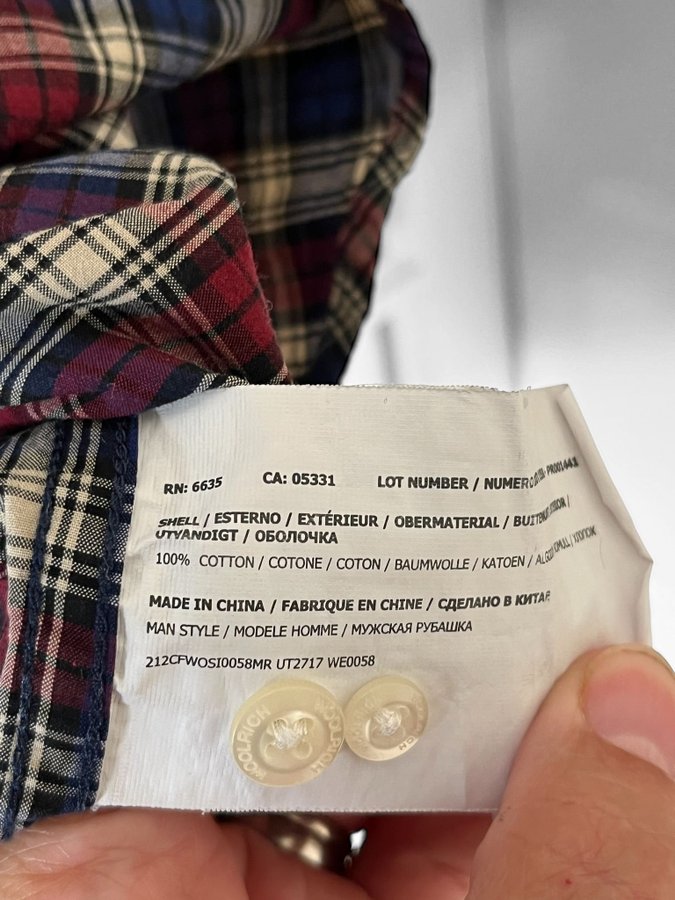 RN: 6635 CA: 05331 LOT NUMBER / NUMERO
SHELL / ESTERNO / EXTÉRIEUR / OBERMATERIAL /
UTVANDIGT / ОБОЛОЧКА
100% COTTON / COTONE / COTON / BAUMWOLLE / KATOEN / / ХЛОПОК
MADE IN CHINA / FABRIQUE EN CHINE / СДЕЛАНО В КИТАЕ
MAN STYLE / MODELE HOMME / МУЖСКАЯ РУБАШКА
212CFWOSI0058MR UT2717 WE0058
WOOLRICH WOOLRICH